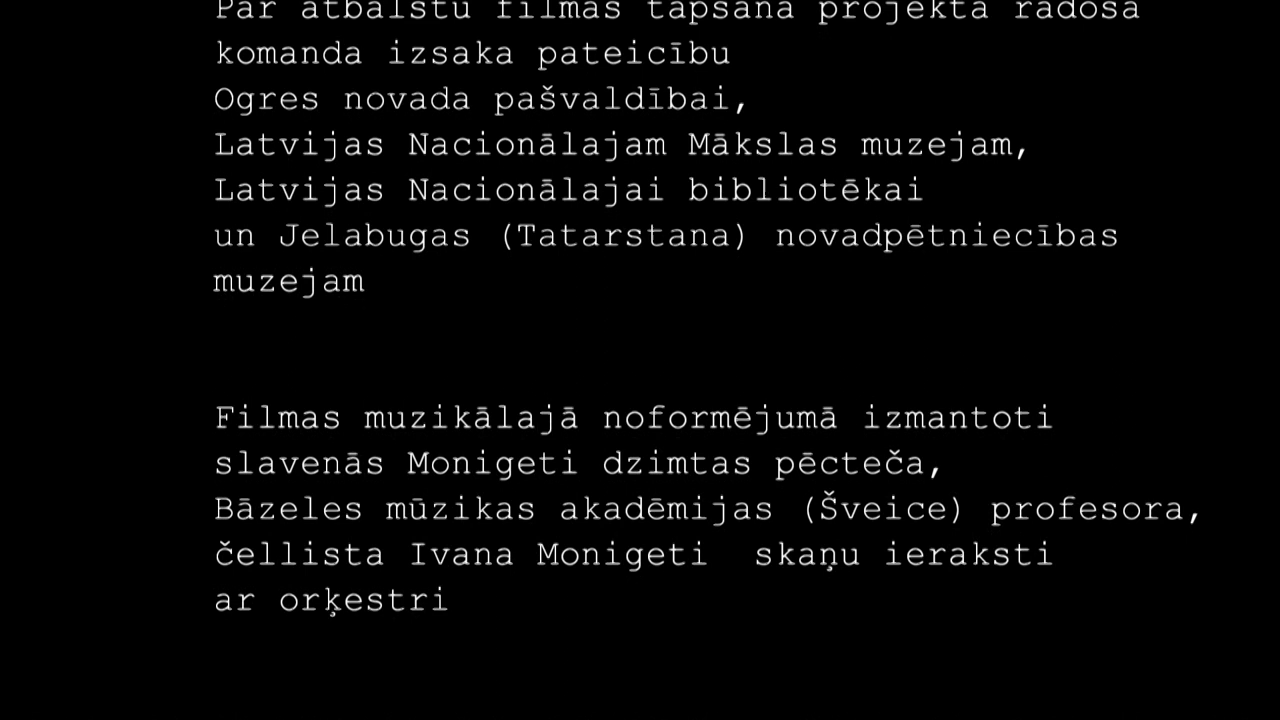 Par atbalstu filmas tapšanā projekta radošā
komanda izsaka pateicību
Ogres novada pašvaldībai,
Latvijas Nacionālajam Mākslas muzejam,
Latvijas Nacionālajai bibliotēkai
un Jelabugas (Tatarstana) novadpētniecības
muzejam
Filmas muzikālajā noformējumā izmantoti
slavenās Monigeti dzimtas pēcteča,
Bāzeles mūzikas akadēmijas (Šveice) profesora,
čellista Ivana Monigeti skaņu ieraksti
ar orķestri